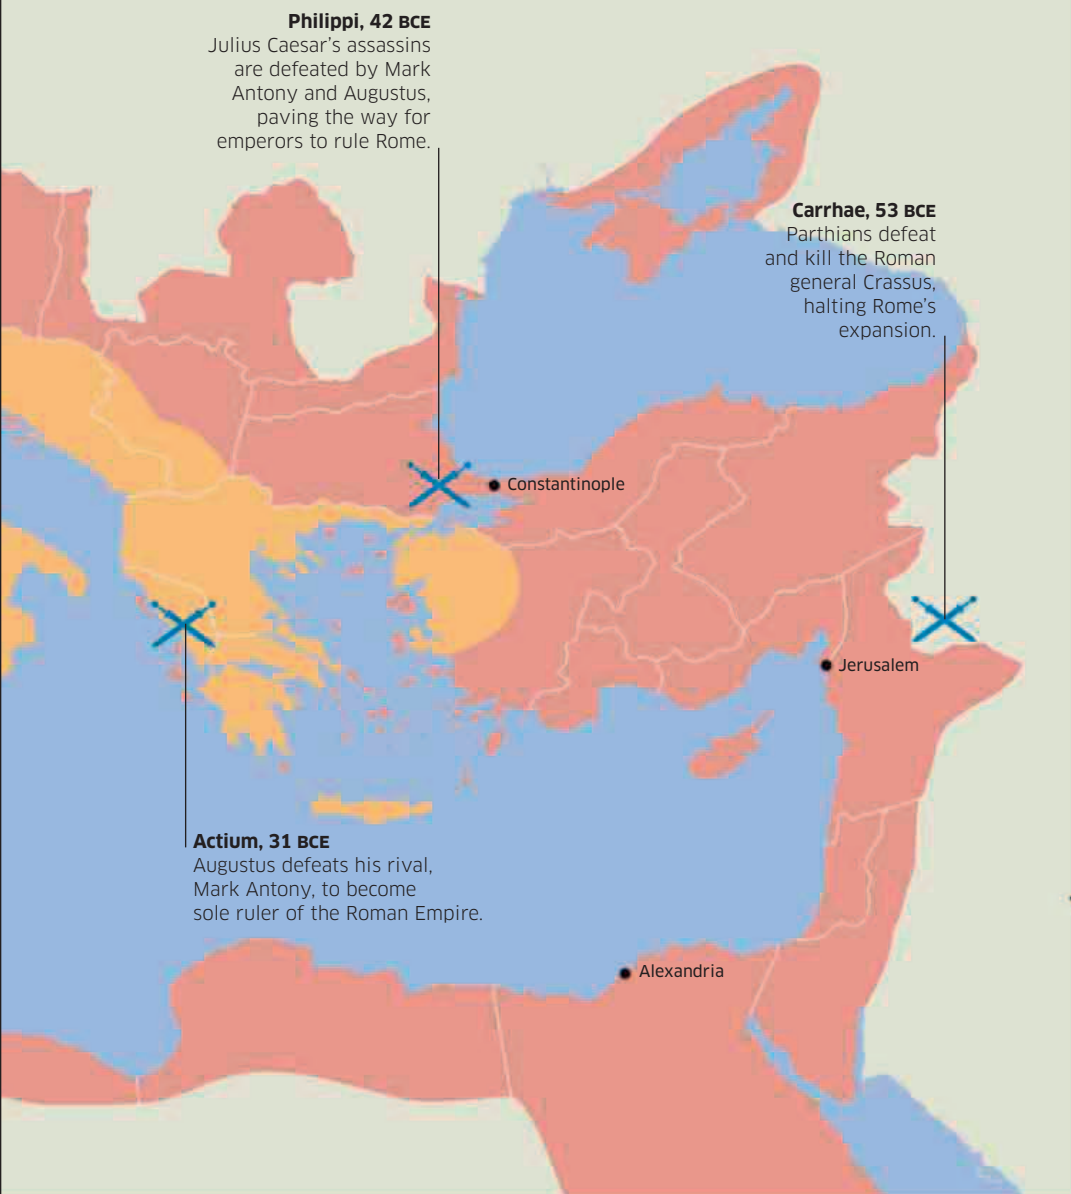 Philippi, 42 BCE
Julius Caesar’s assassins
are defeated by Mark
Antony and Augustus,
paving the way for
emperors to rule Rome.
Carrhae, 53 BCE
Parthians defeat
and kill the Roman
general Crassus,
halting Rome’s
expansion.
Constantinople
Jerusalem
Actium, 31 BCE
Augustus defeats his rival,
Mark Antony, to become
sole ruler of the Roman Empire.
Alexandria